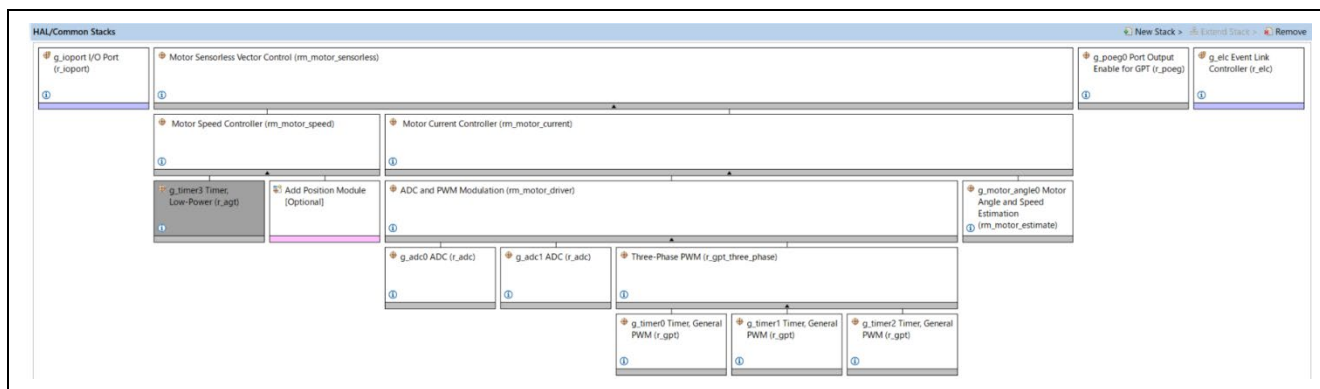 HAL/Common Stacks
New Stack > Extend Stack > Remove
g_ioport I/O Port
(r_ioport)
Motor Sensorless Vector Control (rm_motor_sensorless)
g_poeg0 Port Output
Enable for GPT (r_poeg)
g_elc Event Link
Controller (r_elc)
Motor Speed Controller (rm_motor_speed)
Motor Current Controller (rm_motor_current)
g_timer3 Timer,
Low-Power (r_agt)
Add Position Module
[Optional]
ADC and PWM Modulation (rm_motor_driver)
g_motor_angle0 Motor
Angle and Speed
Estimation
(rm_motor_estimate)
g_adc0 ADC (r_adc)
g_adc1 ADC (r_adc)
Three-Phase PWM (r_gpt_three_phase)
g_timer0 Timer, General
PWM (r_gpt)
g_timer1 Timer, General
PWM (r_gpt)
g_timer2 Timer, General
PWM (r_gpt)